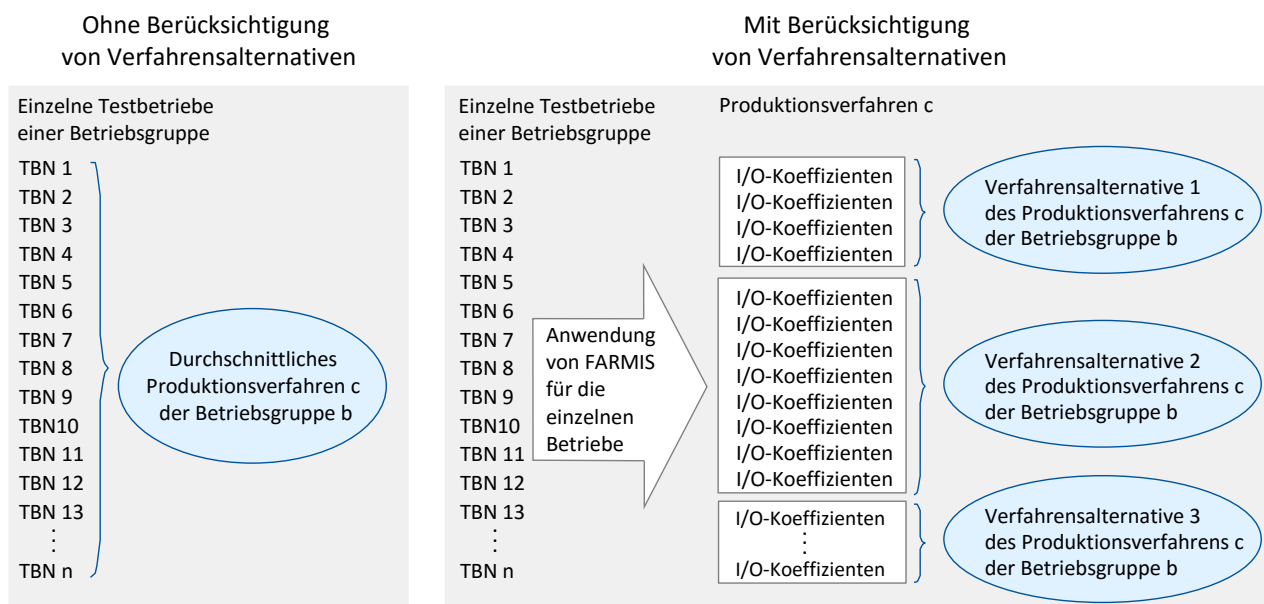 Ohne Berücksichtigung
von Verfahrensalternativen
Einzelne Testbetriebe
einer Betriebsgruppe
TBN 1
TBN 2
TBN 3
TBN 4
TBN 5
TBN 6
TBN 7
TBN 8
TBN 9
TBN10
TBN 11
TBN 12
TBN 13
⋮
TBN n
Durchschnittliches
Produktionsverfahren c
der Betriebsgruppe b
Mit Berücksichtigung
von Verfahrensalternativen
Einzelne Testbetriebe
einer Betriebsgruppe
TBN 1
TBN 2
TBN 3
TBN 4
TBN 5
TBN 6
TBN 7
TBN 8
TBN 9
TBN10
TBN 11
TBN 12
TBN 13
⋮
TBN n
Anwendung
von FARMIS
für die
einzelnen
Betriebe
Produktionsverfahren c
I/O-Koeffizienten
I/O-Koeffizienten
I/O-Koeffizienten
I/O-Koeffizienten
Verfahrensalternative 1
des Produktionsverfahrens c
der Betriebsgruppe b
I/O-Koeffizienten
I/O-Koeffizienten
I/O-Koeffizienten
I/O-Koeffizienten
I/O-Koeffizienten
I/O-Koeffizienten
I/O-Koeffizienten
I/O-Koeffizienten
Verfahrensalternative 2
des Produktionsverfahrens c
der Betriebsgruppe b
I/O-Koeffizienten
⋮
I/O-Koeffizienten
Verfahrensalternative 3
des Produktionsverfahrens c
der Betriebsgruppe b